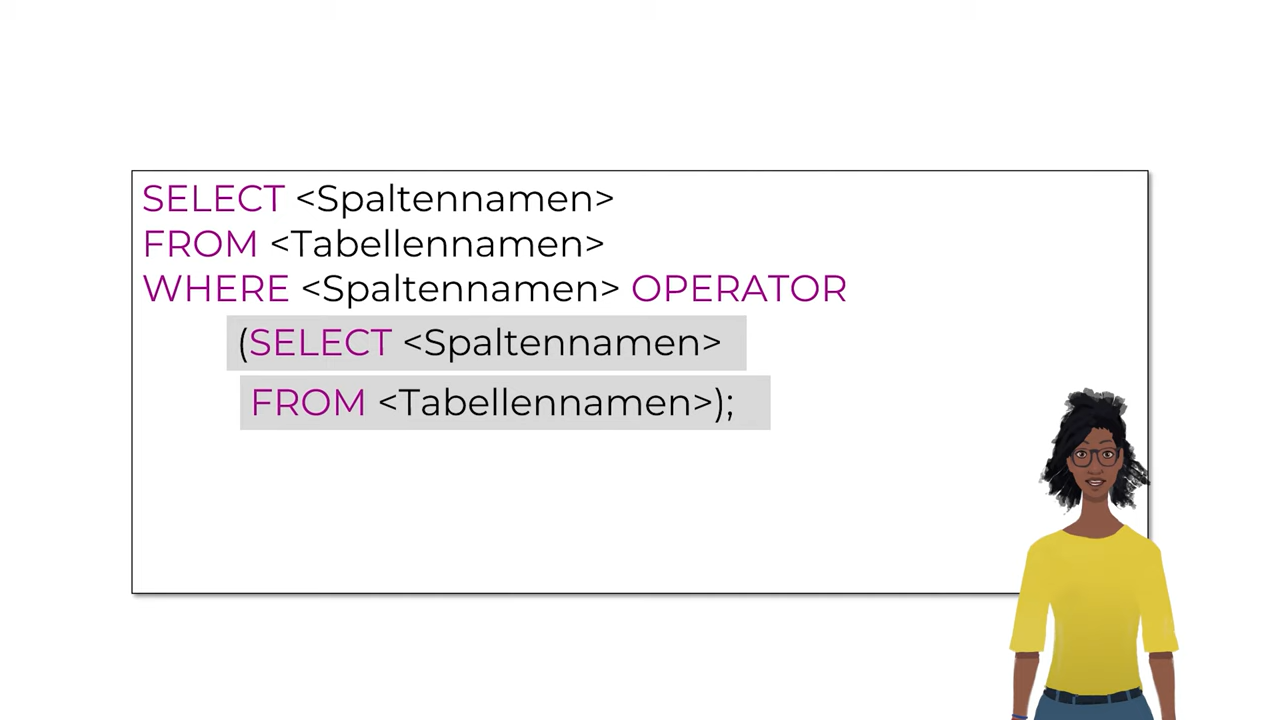 SELECT <Spaltennamen>
FROM <Tabellennamen>
WHERE <Spaltennamen> OPERATOR
(SELECT <Spaltennamen>
FROM <Tabellennamen>);